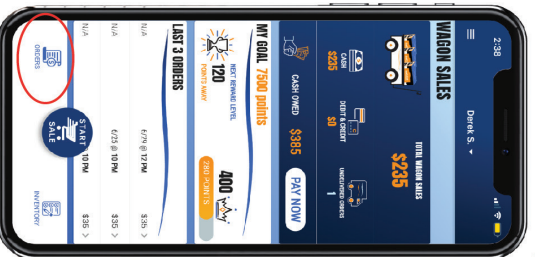 2:38
Derek S.
WAGON SALES
TOTAL WAGON SALES
$235
CASH
$235
DEBIT & CREDIT
$0
UNDELIVERED ORDERS
1
CASH OWED $385 PAY NOW
MY GOAL 7500 points
NEXT REWARD LEVEL
120
POINTS AWAY
400
280 POINTS
LAST 3 ORDERS
N/A 6/29 @ 12 PM $35 >
N/A 6/25 @ 10 PM $35 >
N/A 10 PM $35 >
ORDERS
START
SALE
INVENTORY